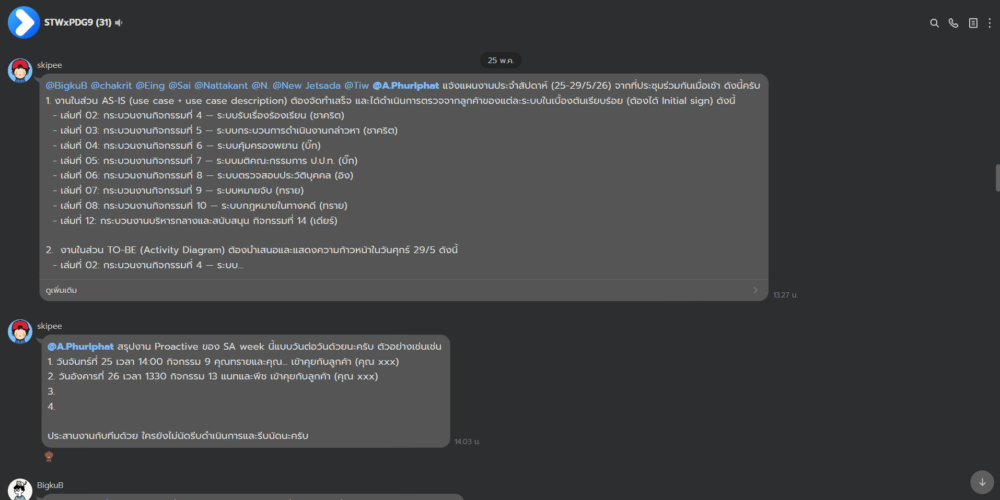 STWxPDG9 (31)
25 พ.ค.
skipee
@BigkuB @chakrit @Eing @Sai @Nattakant @N. @New Jetsada @Tiw @A.Phuriphat แจ้งแผนงานประจำสัปดาห์ (25-29/5/26) จากที่ประชุมร่วมกันเมื่อเช้า ดังนี้ครับ
1. งานในส่วน AS-IS (use case + use case description) ต้องจัดทำเสร็จ และได้ดำเนินการตรวจจากลูกค้าของแต่ละระบบในเบื้องต้นเรียบร้อย (ต้องได้ Initial sign) ดังนี้
- เล่มที่ 02: กระบวนงานกิจกรรมที่ 4 — ระบบรับเรื่องร้องเรียน (ชาคริต)
- เล่มที่ 03: กระบวนงานกิจกรรมที่ 5 — ระบบกระบวนการดำเนินงานกล่าวหา (ชาคริต)
- เล่มที่ 04: กระบวนงานกิจกรรมที่ 6 — ระบบคุ้มครองพยาน (บิ๊ก)
- เล่มที่ 05: กระบวนงานกิจกรรมที่ 7 — ระบบมติคณะกรรมการ ป.ป.ท. (บิ๊ก)
- เล่มที่ 06: กระบวนงานกิจกรรมที่ 8 — ระบบตรวจสอบประวัติบุคคล (อิง)
- เล่มที่ 07: กระบวนงานกิจกรรมที่ 9 — ระบบหมายจับ (ทราย)
- เล่มที่ 08: กระบวนงานกิจกรรมที่ 10 — ระบบกฎหมายในทางคดี (ทราย)
- เล่มที่ 12: กระบวนงานบริหารกลางและสนับสนุน กิจกรรมที่ 14 (เดียร์)
2. งานในส่วน TO-BE (Activity Diagram) ต้องนำเสนอและแสดงความก้าวหน้าในวันศุกร์ 29/5 ดังนี้
- เล่มที่ 02: กระบวนงานกิจกรรมที่ 4 — ระบบ...
ดูเพิ่มเติม
13.27 น.
skipee
@A.Phuriphat สรุปงาน Proactive ของ SA week นี้แบบวันต่อวันด้วยนะครับ ตัวอย่างเช่นเช่น
1. วันจันทร์ที่ 25 เวลา 14:00 กิจกรรม 9 คุณทรายและคุณ... เข้าคุยกับลูกค้า (คุณ xxx)
2. วันอังคารที่ 26 เวลา 1330 กิจกรรม 13 แนทและพีช เข้าคุยกับลูกค้า (คุณ xxx)
3.
4.
ประสานงานกับทีมด้วย ใครยังไม่นัดรีบดำเนินการและรีบนัดนะครับ
14.03 น.
BigkuB